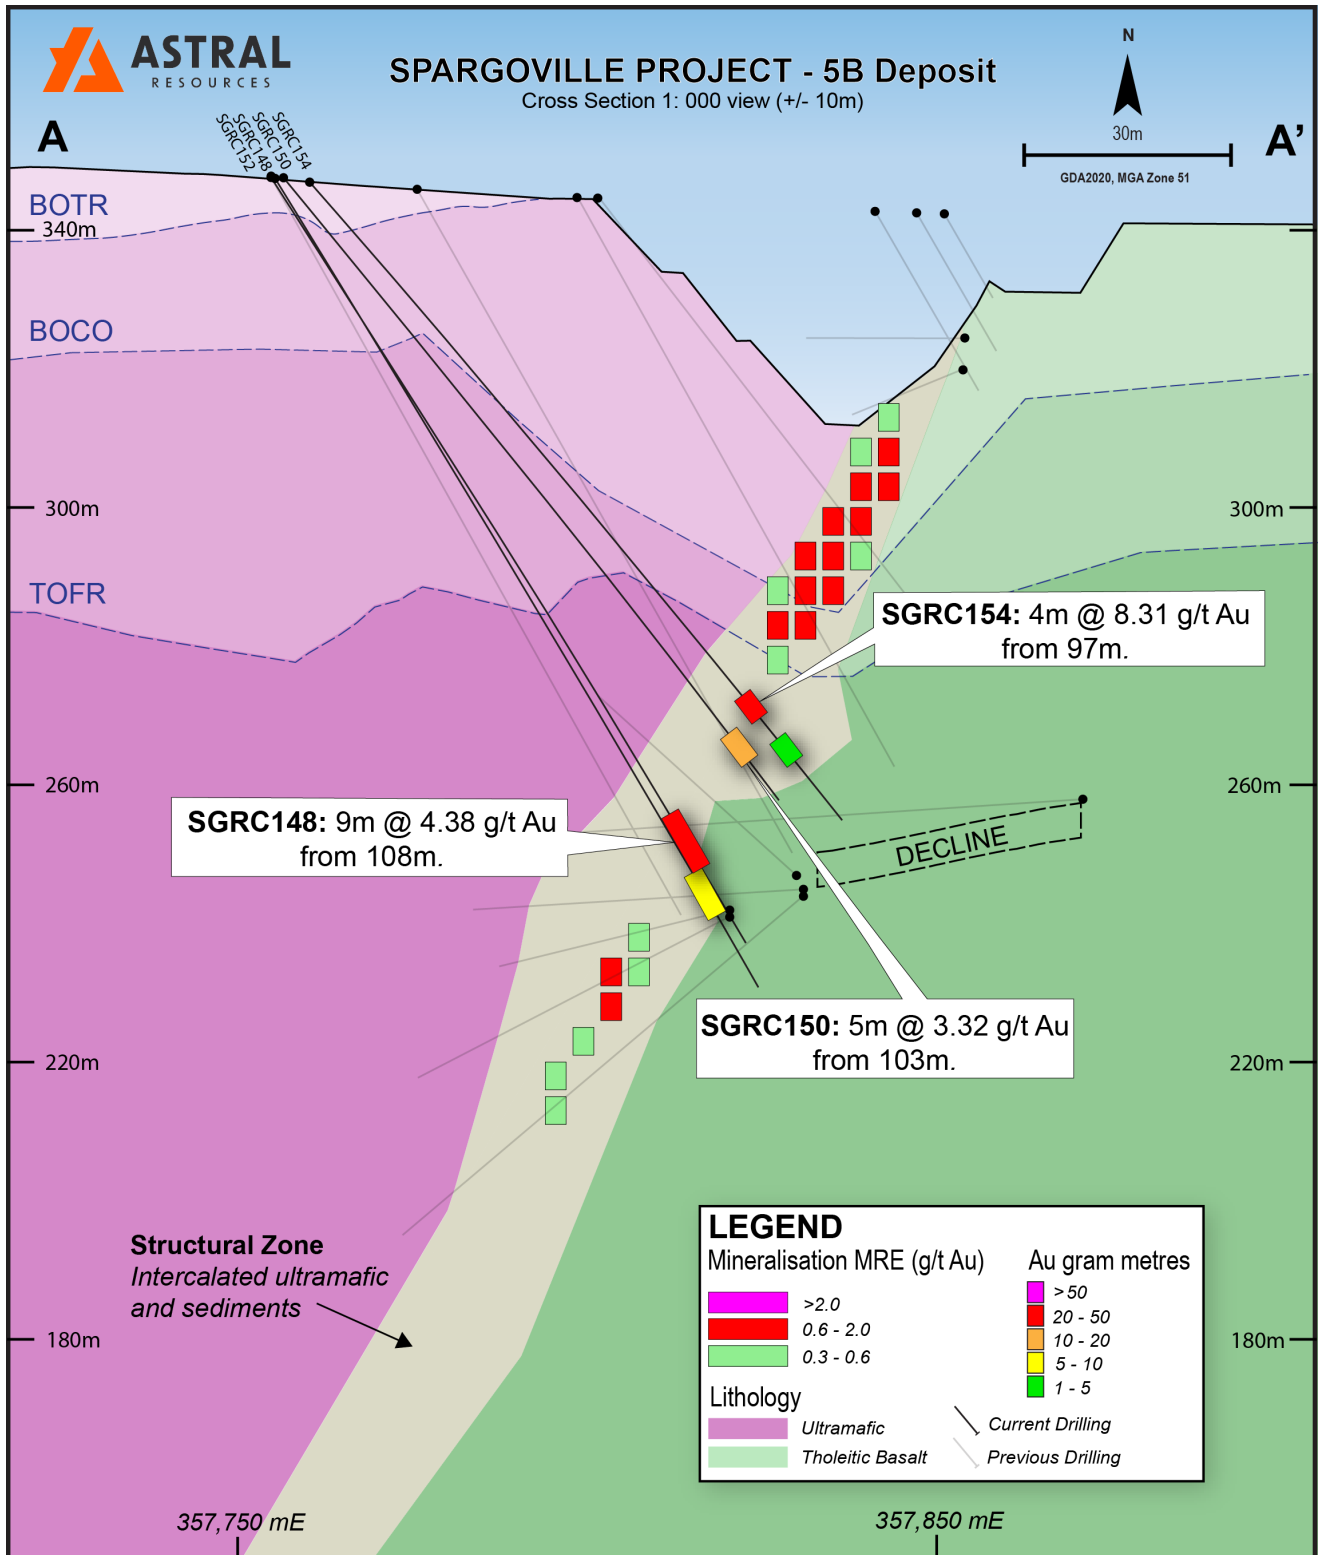 ASTRAL
RESOURCES
SPARGOVILLE PROJECT - 5B Deposit
Cross Section 1: 000 view (+/- 10m)
N
30m
GDA2020, MGA Zone 51
A
A'
SGRC152
SGRC148
SGRC150
SGRC154
BOTR
340m
BOCO
300m
300m
TOFR
SGRC154: 4m @ 8.31 g/t Au
from 97m.
260m
260m
SGRC148: 9m @ 4.38 g/t Au
from 108m.
DECLINE
SGRC150: 5m @ 3.32 g/t Au
from 103m.
220m
220m
Structural Zone
Intercalated ultramafic
and sediments
180m
180m
LEGEND
Mineralisation MRE (g/t Au)
>2.0
0.6 - 2.0
0.3 - 0.6
Au gram metres
>50
20 - 50
10 - 20
5 - 10
1 - 5
Lithology
Ultramafic
Tholeitic Basalt
Current Drilling
Previous Drilling
357,750 mE
357,850 mE